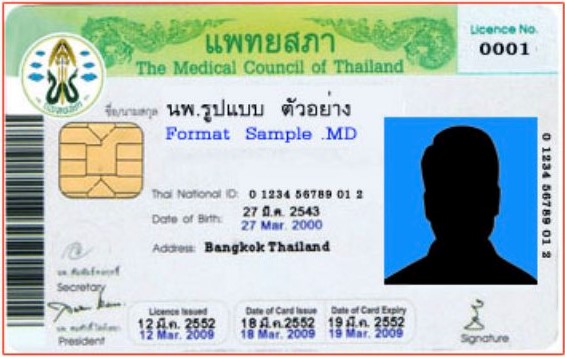 แพทยสภา
The Medical Council of Thailand
Licence No.
0001
ชื่อ/นามสกุล นพ.รูปแบบ ตัวอย่าง
Format Sample .MD
Thai National ID: 0 1234 56789 01 2
Date of Birth: 27 มี.ค. 2543
27 Mar. 2000
Address: Bangkok Thailand
0 1234 56789 01 2
Secretary
President
Licence Issued
12 มี.ค. 2552
12 Mar. 2009
Date of Card Issue
18 มี.ค. 2552
18 Mar. 2009
Date of Card Expiry
19 มี.ค. 2552
19 Mar. 2009
Signature